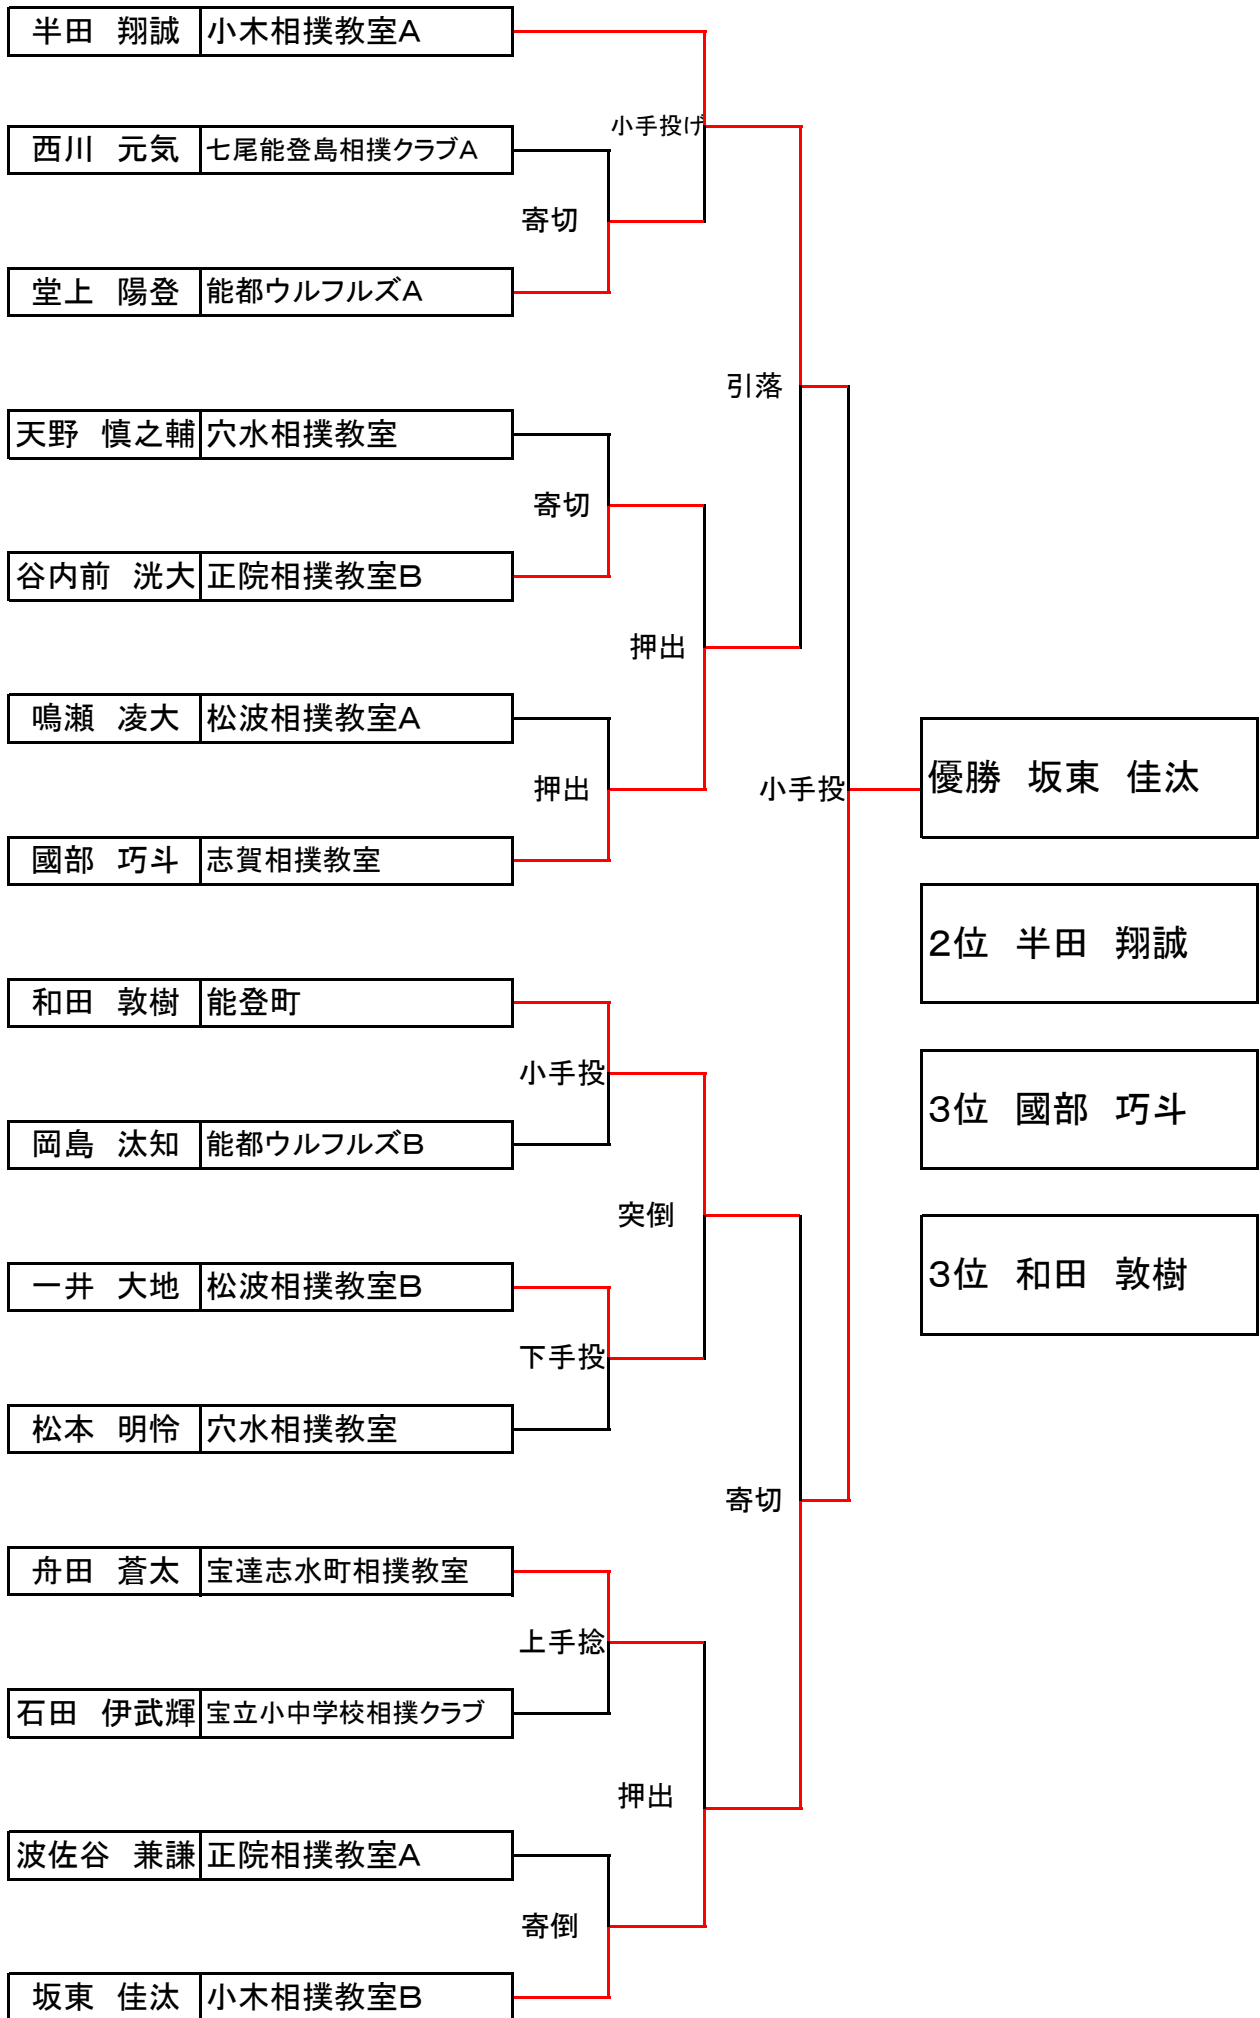 半田　翔誠 小木相撲教室A
小手投げ
西川　元気 七尾能登島相撲クラブA
寄切
堂上　陽登 能都ウルフルズA
引落
天野　慎之輔 穴水相撲教室
寄切
谷内前　洸大 正院相撲教室B
押出
鳴瀬　凌大 松波相撲教室A
押出
小手投
優勝　坂東　佳汰
國部　巧斗 志賀相撲教室
2位　半田　翔誠
和田　敦樹 能登町
小手投
3位　國部　巧斗
岡島　汰知 能都ウルフルズB
突倒
3位　和田　敦樹
一井　大地 松波相撲教室B
下手投
松本　明怜 穴水相撲教室
寄切
舟田　蒼太 宝達志水町相撲教室
上手捻
石田　伊武輝 宝立小中学校相撲クラブ
押出
波佐谷　兼謙 正院相撲教室A
寄倒
坂東　佳汰 小木相撲教室B